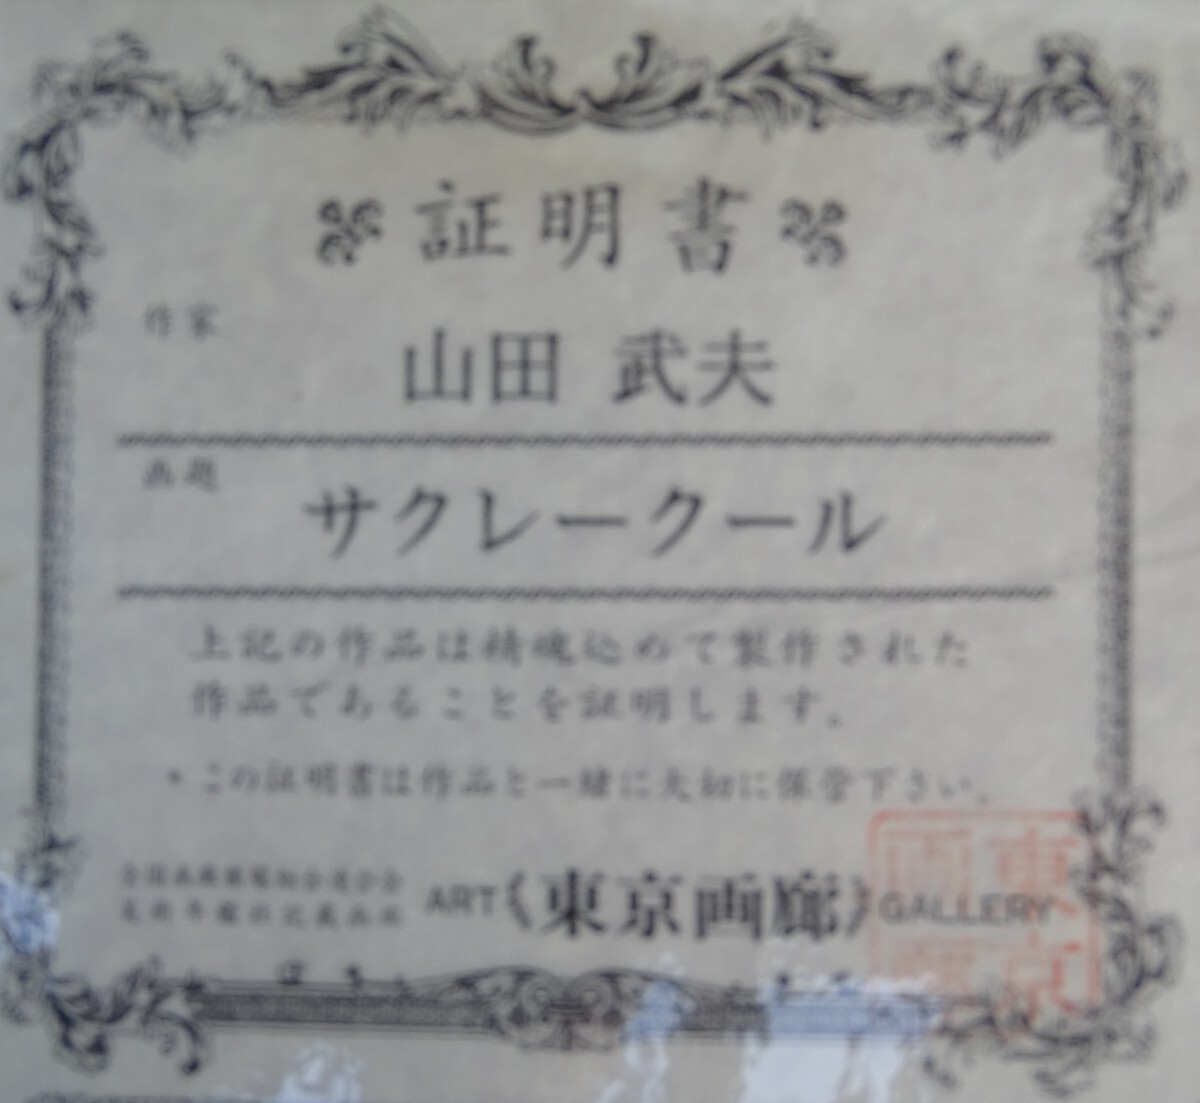 証明書
作家
山田 武夫
画題
サクレークール
上記の作品は精魂込めて製作された
作品であることを証明します。
・この証明書は作品と一緒に大切に保管下さい。
ART《東京画廊》GALLERY
東京画廊